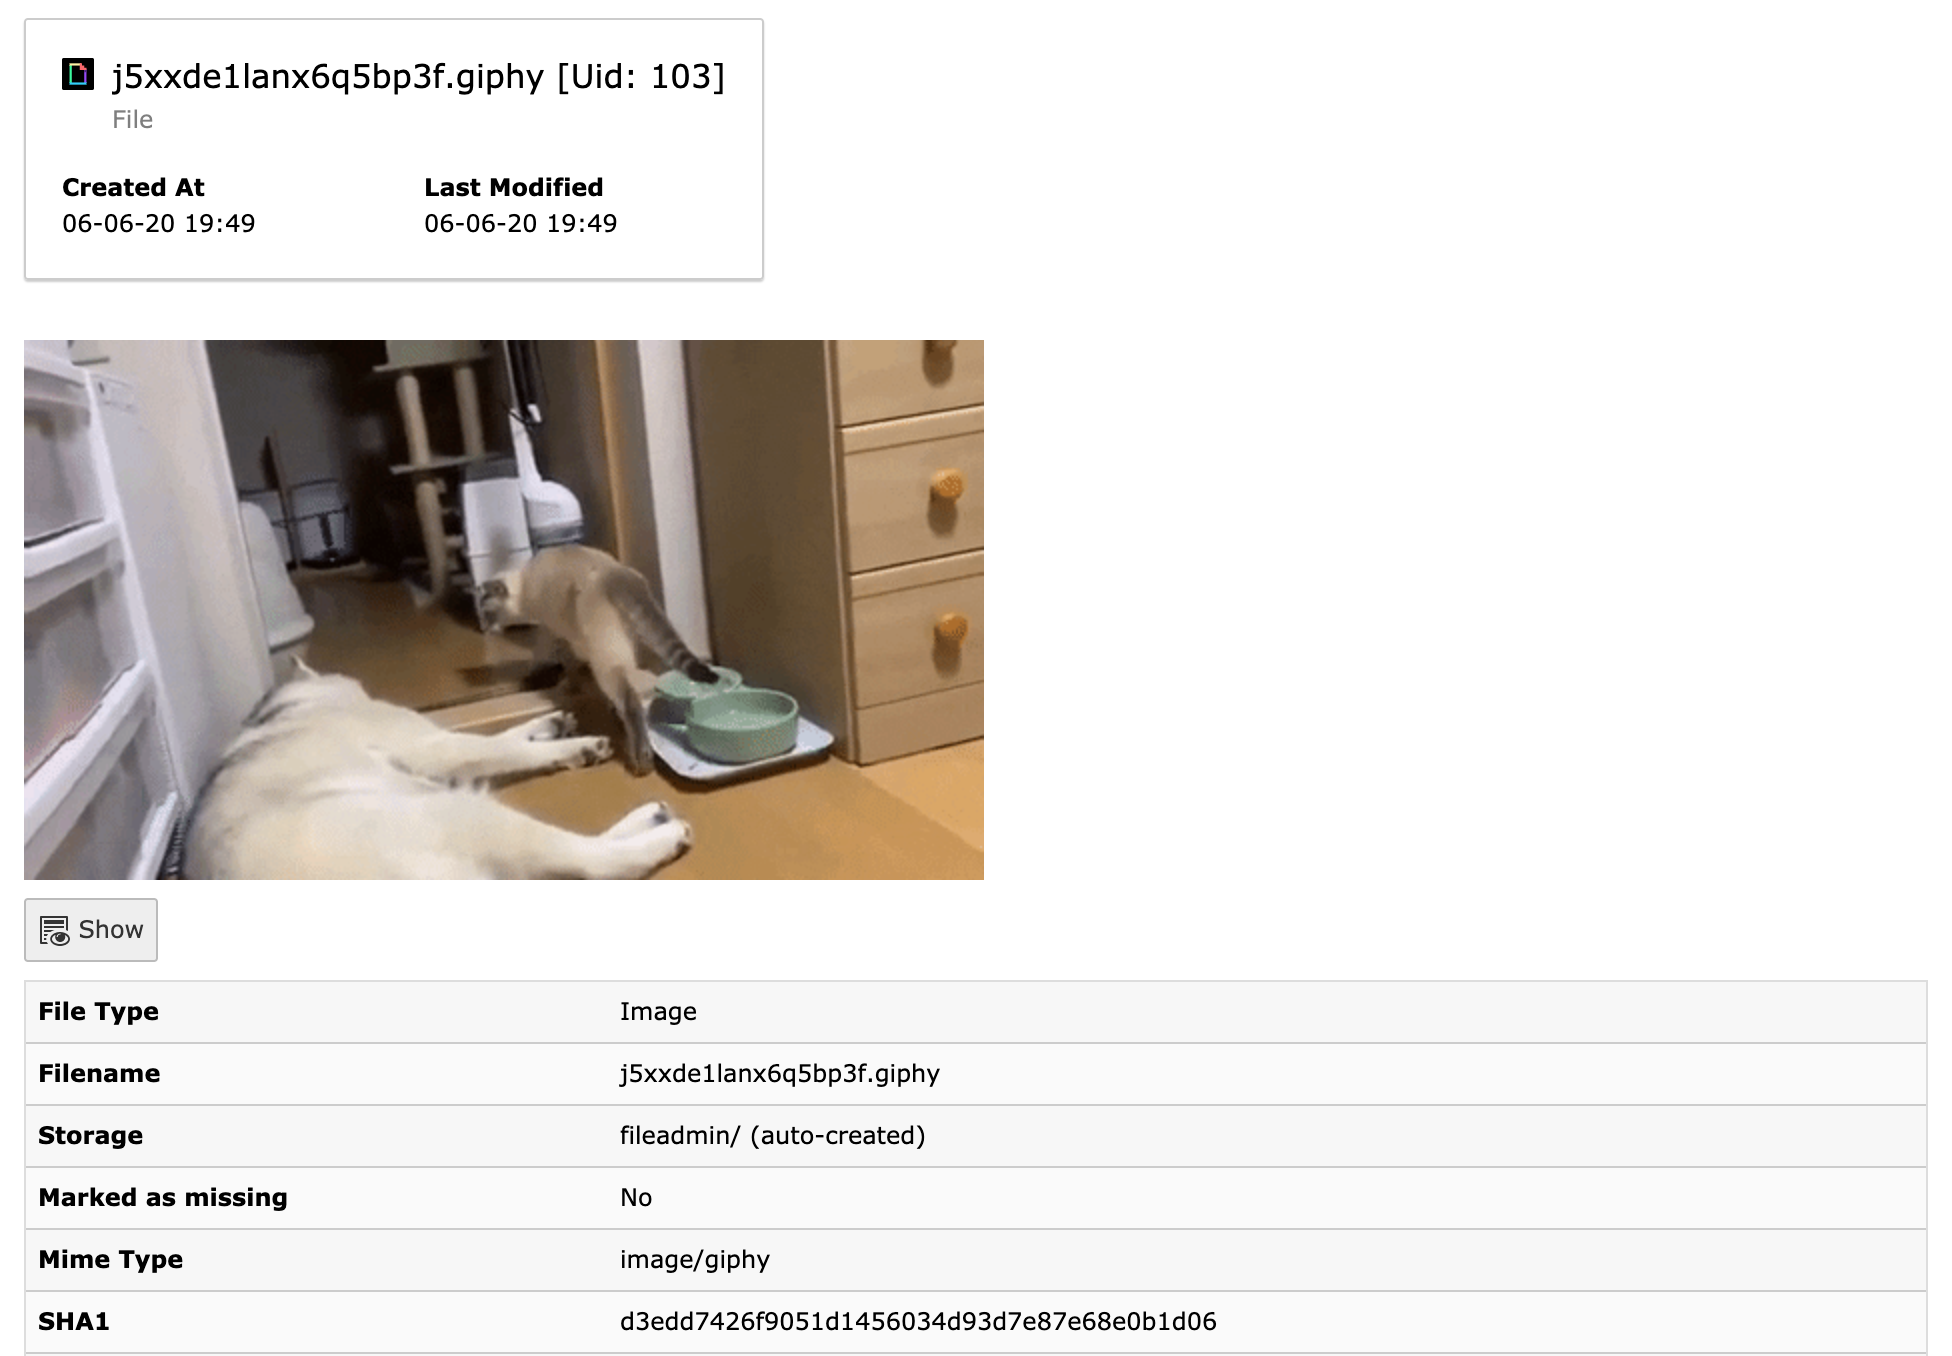 j5xxde1lanx6q5bp3f.giphy [Uid: 103]
File
Created At Last Modified
06-06-20 19:49 06-06-20 19:49
Show
File Type Image
Filename j5xxde1lanx6q5bp3f.giphy
Storage fileadmin/ (auto-created)
Marked as missing No
Mime Type image/giphy
SHA1 d3edd7426f9051d1456034d93d7e87e68e0b1d06